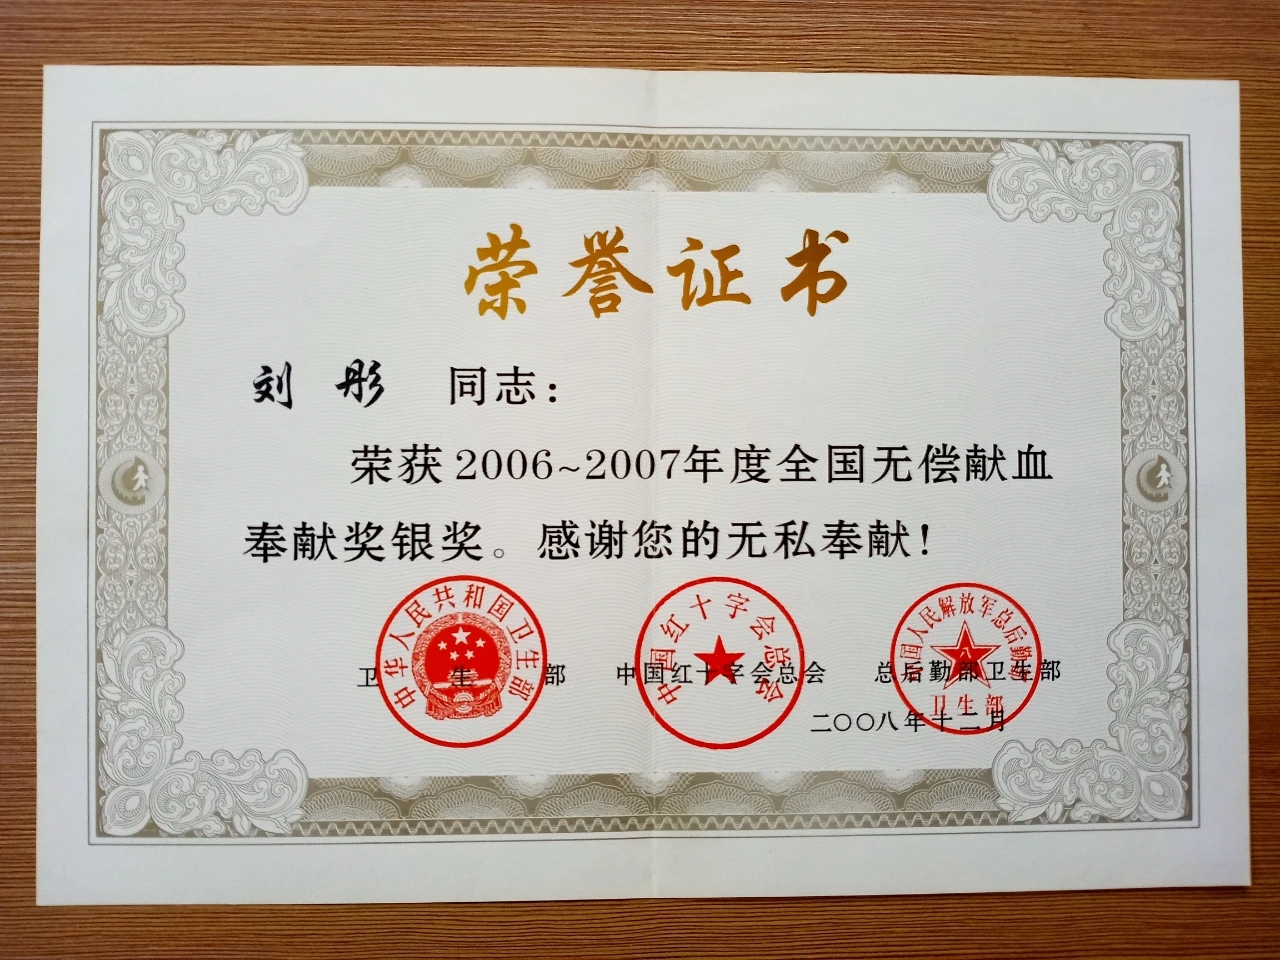 荣誉证书
刘彤 同志：
荣获2006~2007年度全国无偿献血
奉献奖银奖。感谢您的无私奉献！
卫生部 中国红十字会总会 总后勤部卫生部
二〇〇八年十二月
中华人民共和国卫生部
中国红十字会总会
中国人民解放军总后勤部
卫生部
八一